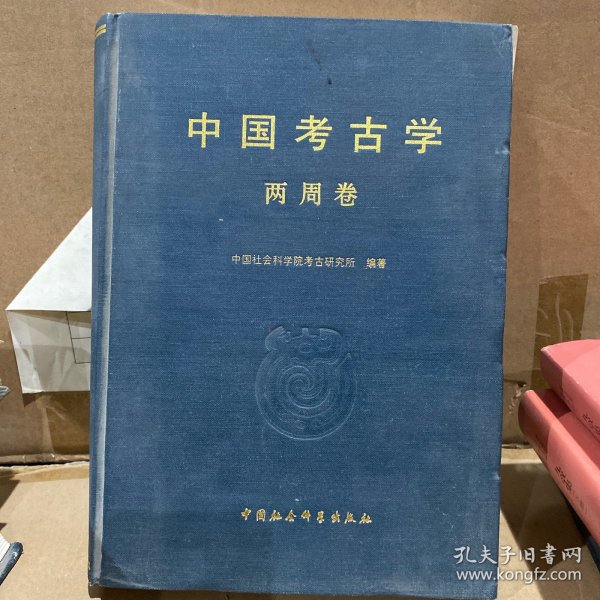 中国考古学
两周卷
中国社会科学院考古研究所 编著
中国社会科学出版社
孔夫子旧书网
www.kongfz.com